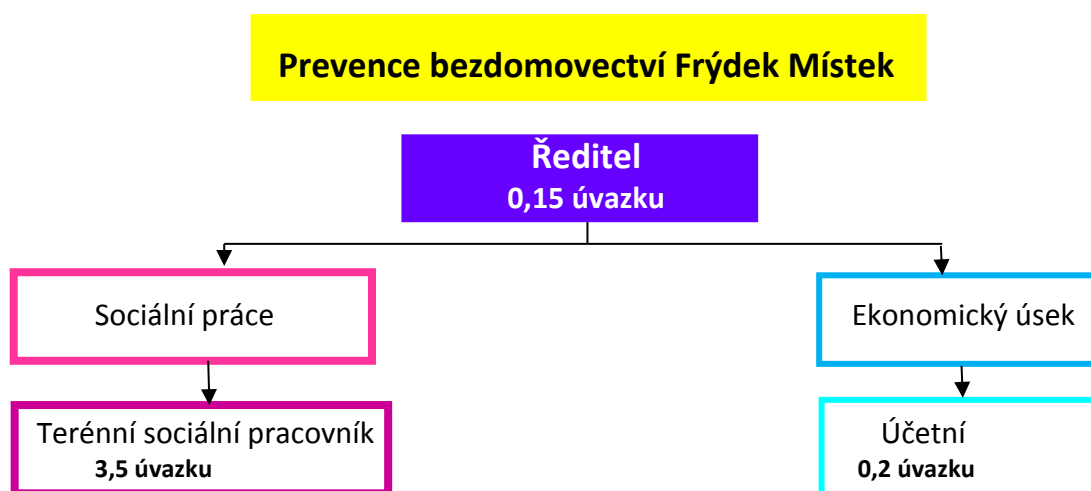 Prevence bezdomovectví Frýdek Místek
Ředitel
0,15 úvazku
Sociální práce
Ekonomický úsek
Terénní sociální pracovník
3,5 úvazku
Účetní
0,2 úvazku